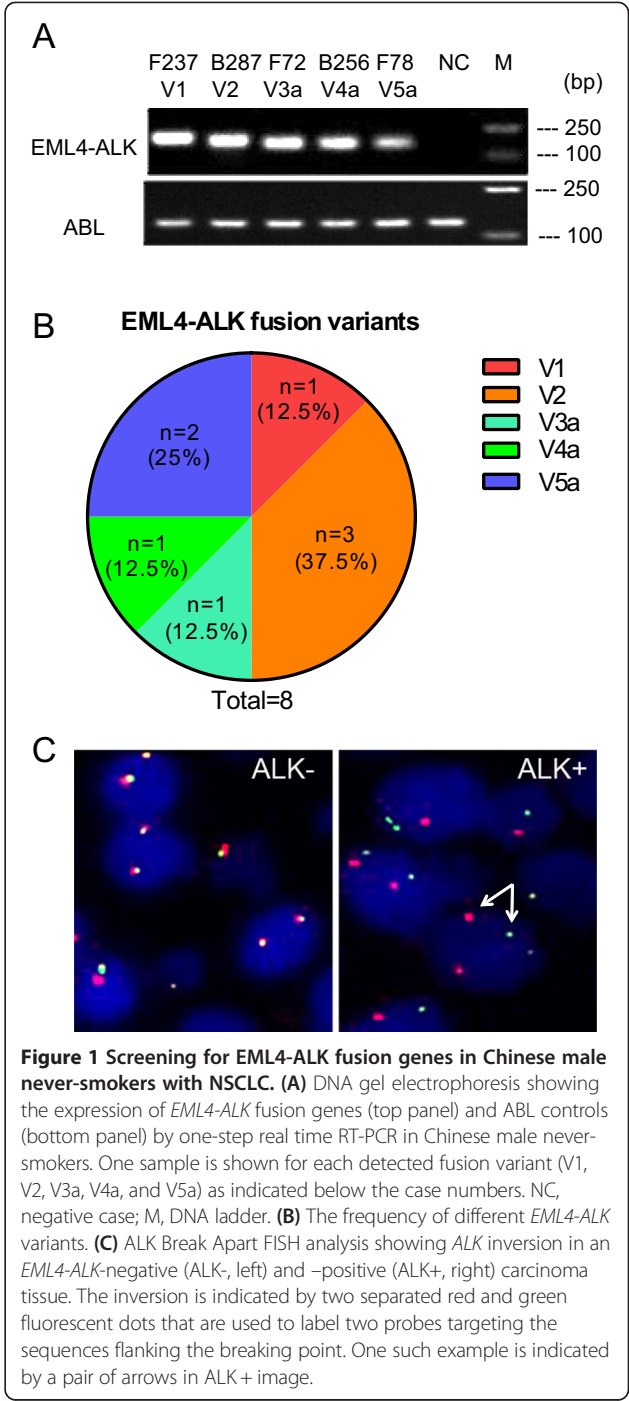 A
F237 B287 F72 B256 F78 NC M
V1 V2 V3a V4a V5a (bp)
EML4-ALK
--- 250
--- 100
ABL
--- 250
--- 100
B
EML4-ALK fusion variants
n=1
(12.5%)
n=2
(25%)
n=3
(37.5%)
n=1
(12.5%)
n=1
(12.5%)
Total=8
V1
V2
V3a
V4a
V5a
C
ALK-
ALK+
Figure 1 Screening for EML4-ALK fusion genes in Chinese male
never-smokers with NSCLC. (A) DNA gel electrophoresis showing
the expression of EML4-ALK fusion genes (top panel) and ABL controls
(bottom panel) by one-step real time RT-PCR in Chinese male never-
smokers. One sample is shown for each detected fusion variant (V1,
V2, V3a, V4a, and V5a) as indicated below the case numbers. NC,
negative case; M, DNA ladder. (B) The frequency of different EML4-ALK
variants. (C) ALK Break Apart FISH analysis showing ALK inversion in an
EML4-ALK-negative (ALK-, left) and –positive (ALK+, right) carcinoma
tissue. The inversion is indicated by two separated red and green
fluorescent dots that are used to label two probes targeting the
sequences flanking the breaking point. One such example is indicated
by a pair of arrows in ALK + image.